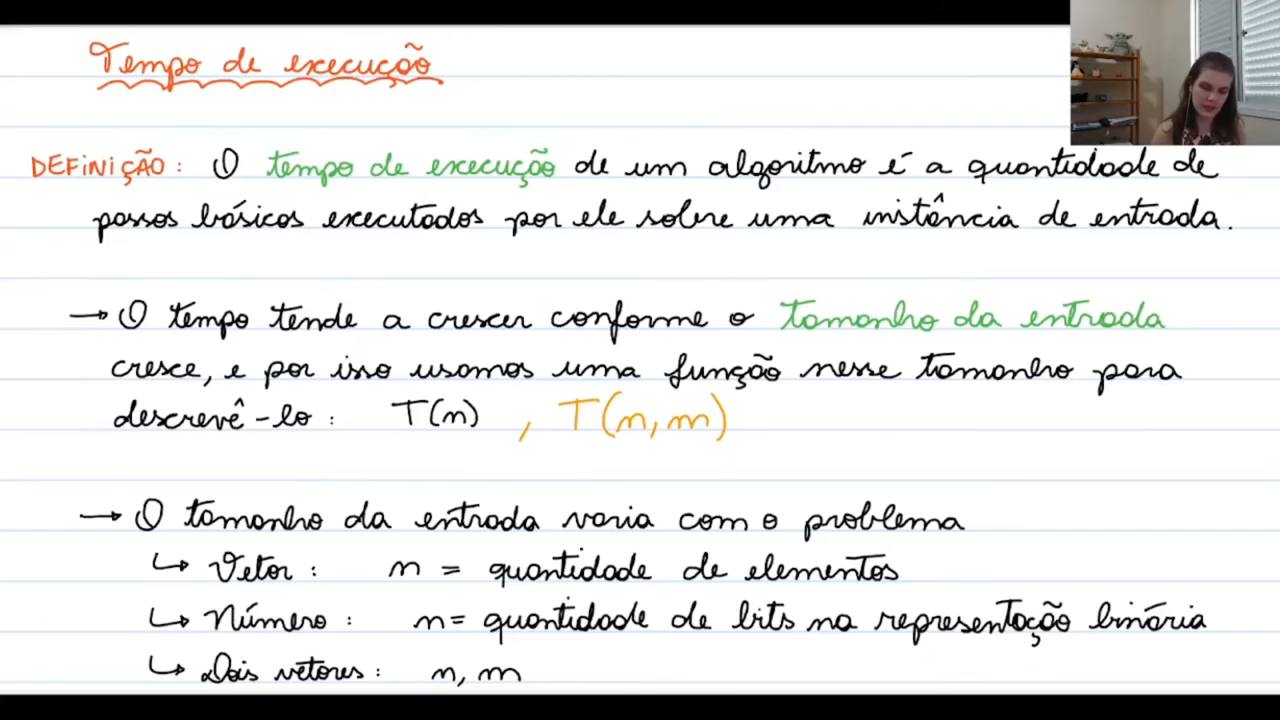 Tempo de execução
DEFINIÇÃO: O tempo de execução de um algoritmo é a quantidade de
passos básicos executados por ele sobre uma instância de entrada.
→ O tempo tende a crescer conforme o tamanho da entrada
cresce, e por isso usamos uma função nesse tamanho para
descrevê-lo: T(n) , T(n,m)
→ O tamanho da entrada varia com o problema
↳ Vetor: n = quantidade de elementos
↳ Número: n = quantidade de bits na representação binária
↳ Dois vetores: n, m